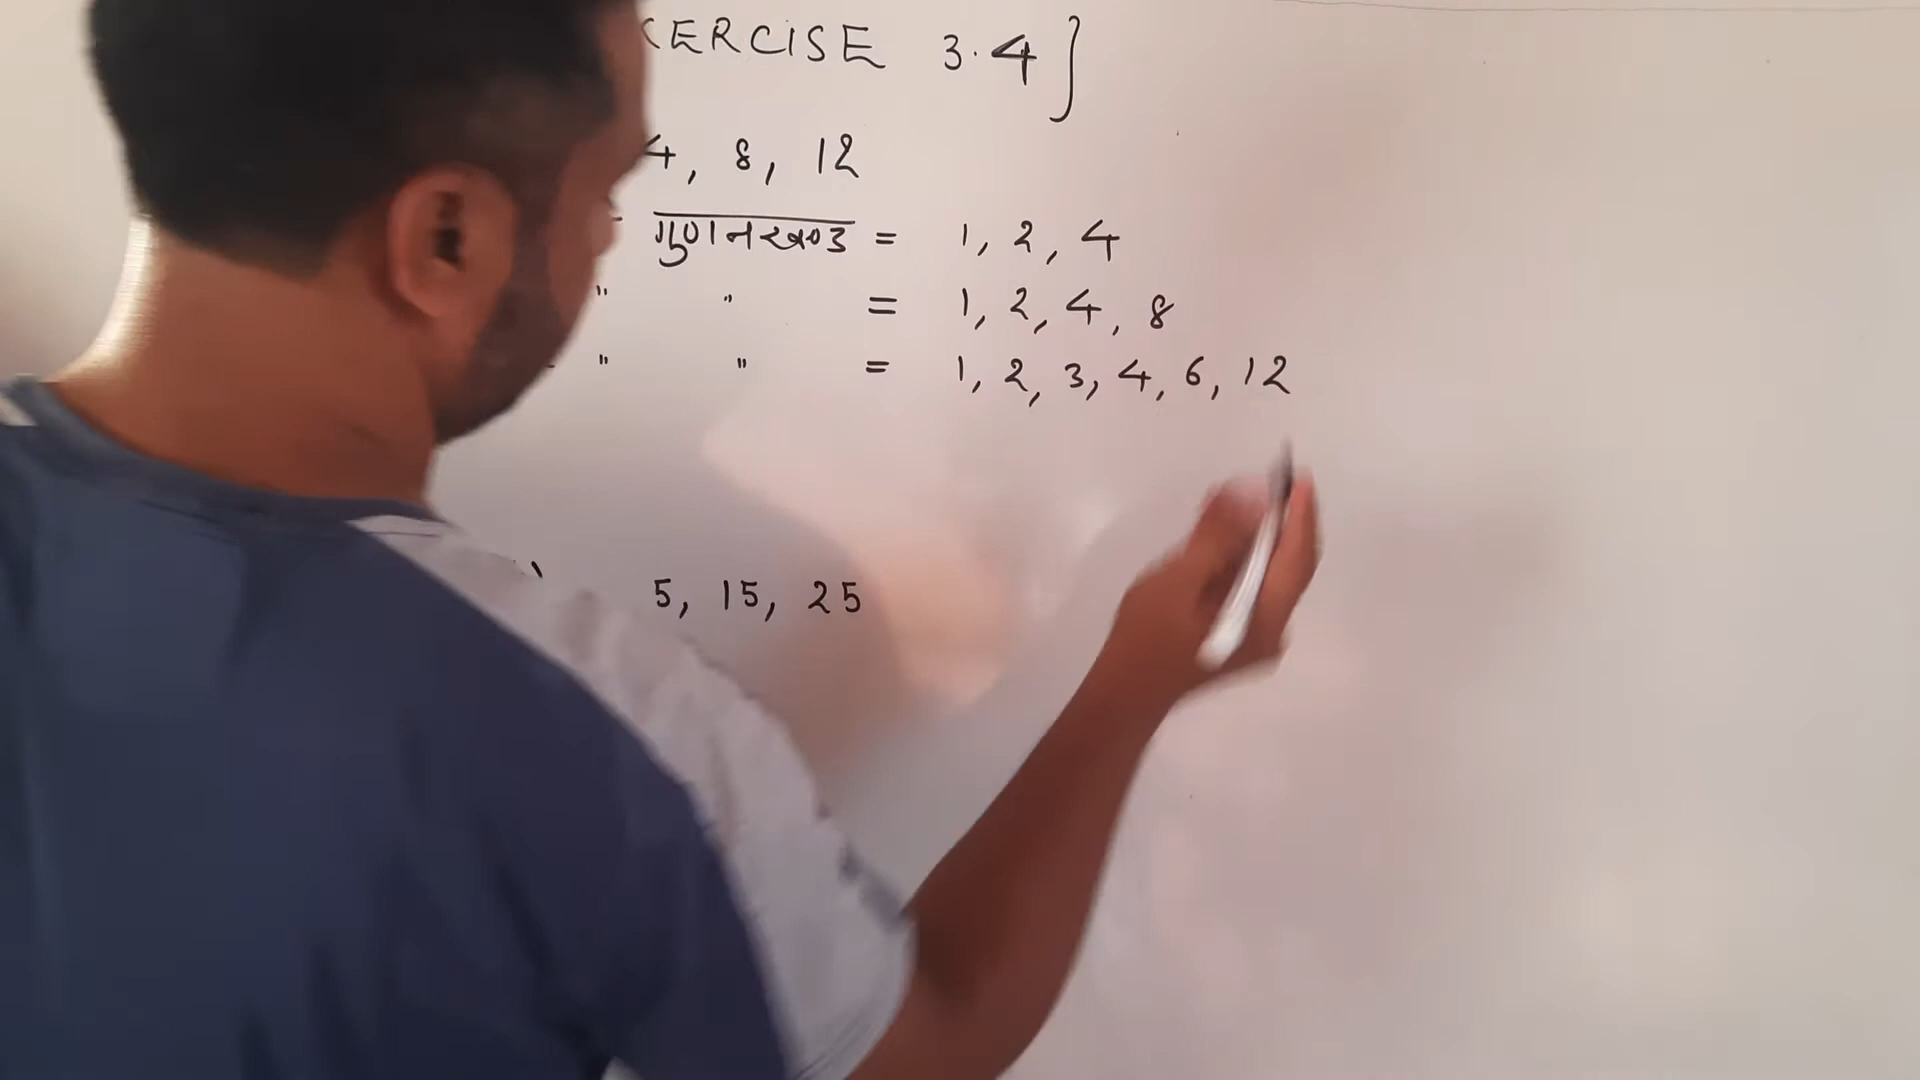 ERCISE 3.4]
4, 8, 12
गुणनखण्ड = 1, 2, 4
" " = 1, 2, 4, 8
" " = 1, 2, 3, 4, 6, 12
) 5, 15, 25